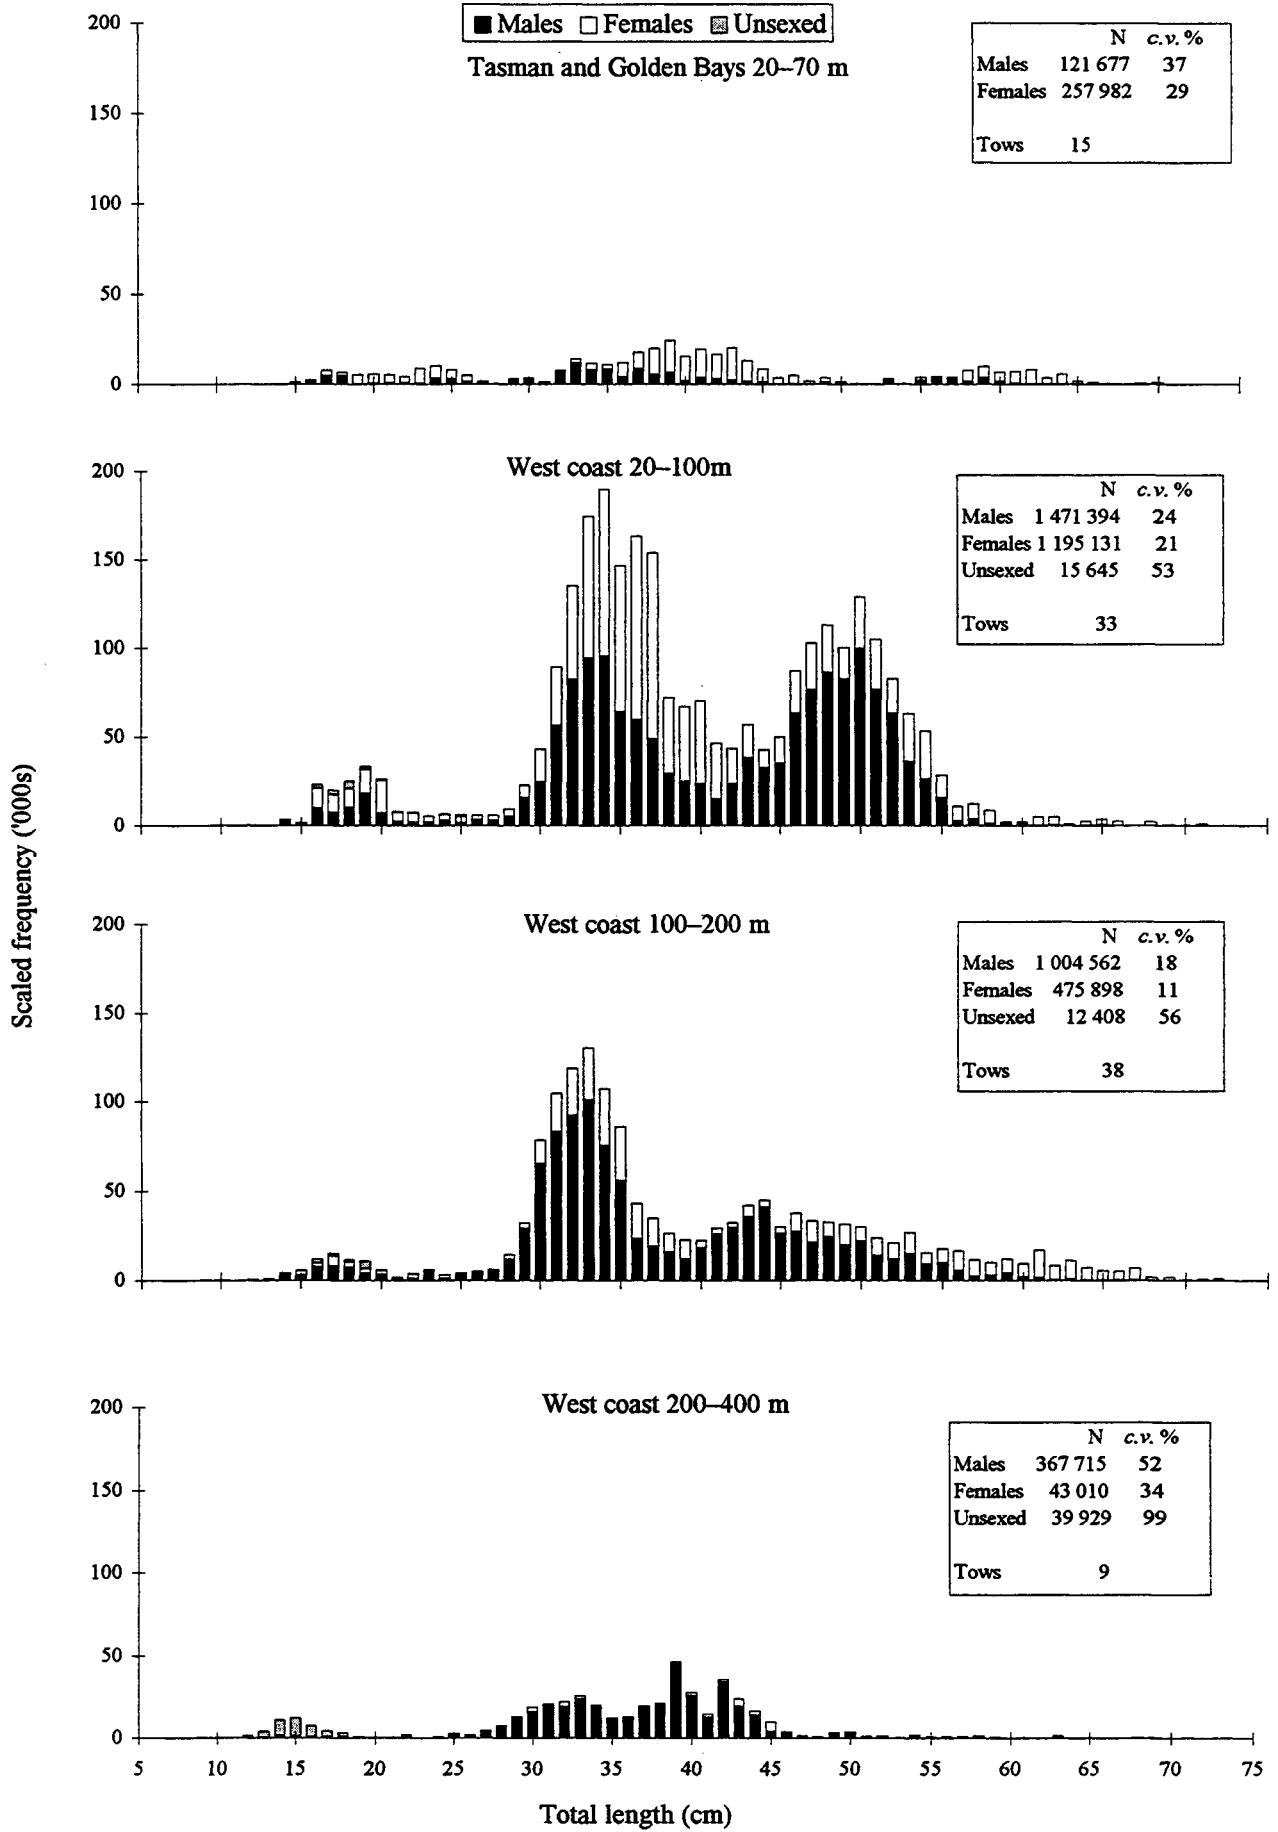 Males Females Unsexed
Tasman and Golden Bays 20–70 m
200
150
100
50
0
N c.v. %
Males 121 677 37
Females 257 982 29
Tows 15
West coast 20–100m
200
150
100
50
0
N c.v. %
Males 1 471 394 24
Females 1 195 131 21
Unsexed 15 645 53
Tows 33
Scaled frequency ('000s)
West coast 100–200 m
200
150
100
50
0
N c.v. %
Males 1 004 562 18
Females 475 898 11
Unsexed 12 408 56
Tows 38
West coast 200–400 m
200
150
100
50
0
N c.v. %
Males 367 715 52
Females 43 010 34
Unsexed 39 929 99
Tows 9
5 10 15 20 25 30 35 40 45 50 55 60 65 70 75
Total length (cm)